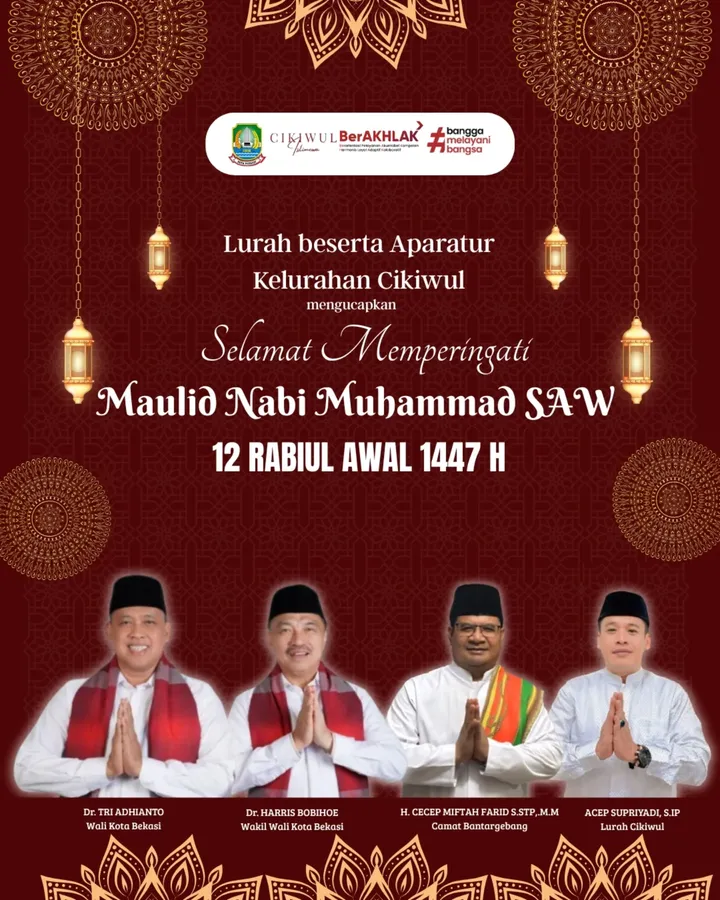 CIKIWUL
BerAKHLAK
#bangga
melayani
bangsa
Lurah beserta Aparatur
Kelurahan Cikiwul
mengucapkan
Selamat Memperingati
Maulid Nabi Muhammad SAW
12 RABIUL AWAL 1447 H
Dr. TRI ADHIANTO
Wali Kota Bekasi
Dr. HARRIS BOBIHOE
Wakil Wali Kota Bekasi
H. CECEP MIFTAH FARID S.STP,.M.M
Camat Bantargebang
ACEP SUPRIYADI, S.IP
Lurah Cikiwul